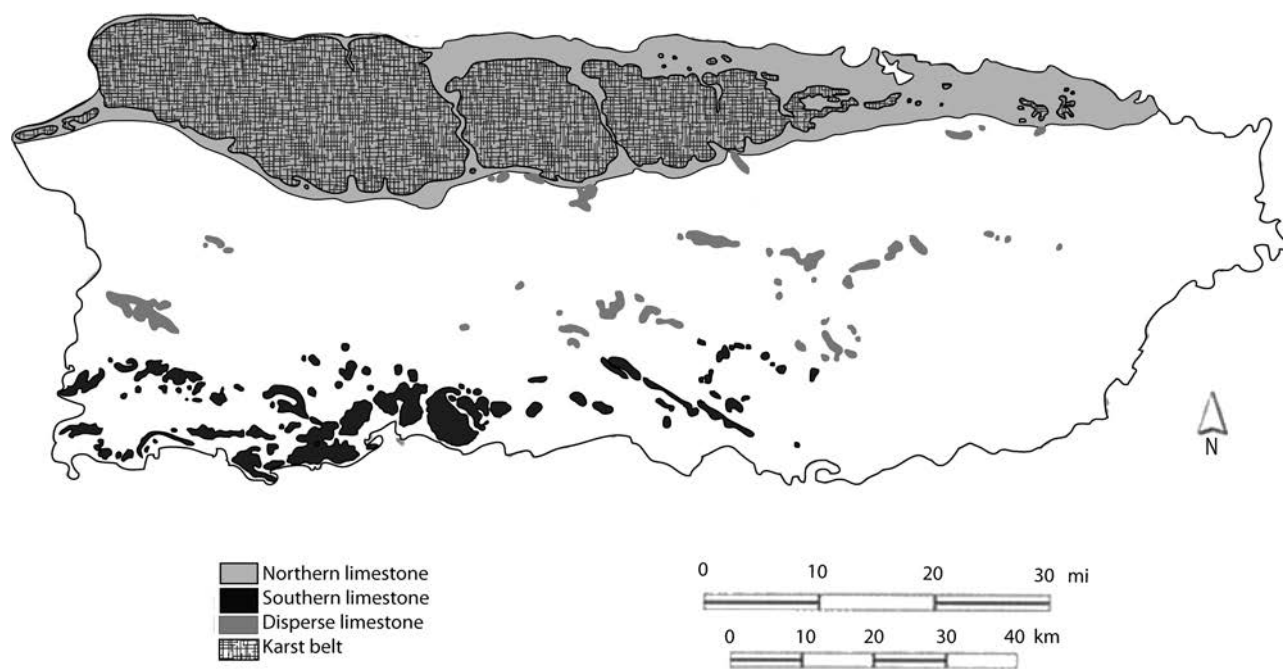 N
Northern limestone
Southern limestone
Disperse limestone
Karst belt
0 10 20 30 mi
0 10 20 30 40 km